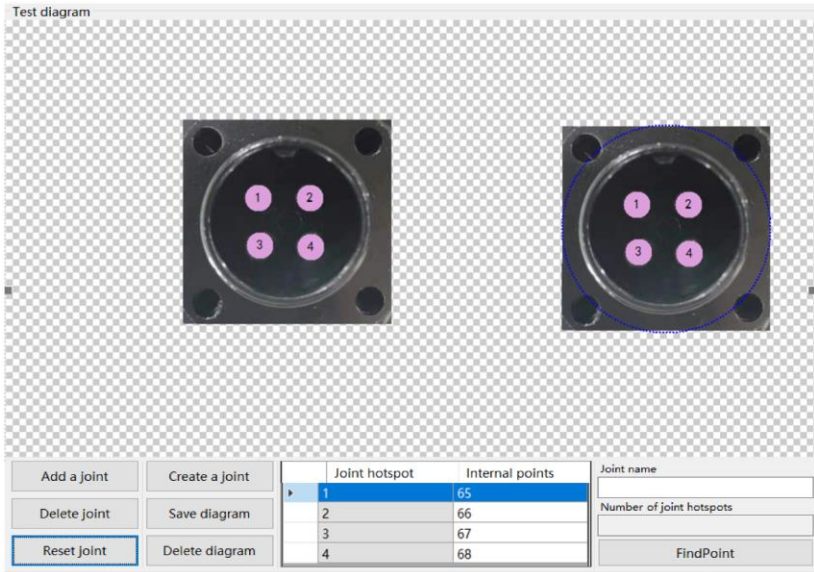 Test diagram
1 2
3 4
1 2
3 4
Add a joint
Create a joint
Delete joint
Save diagram
Reset joint
Delete diagram
Joint hotspot Internal points
1 65
2 66
3 67
4 68
Joint name
Number of joint hotspots
FindPoint